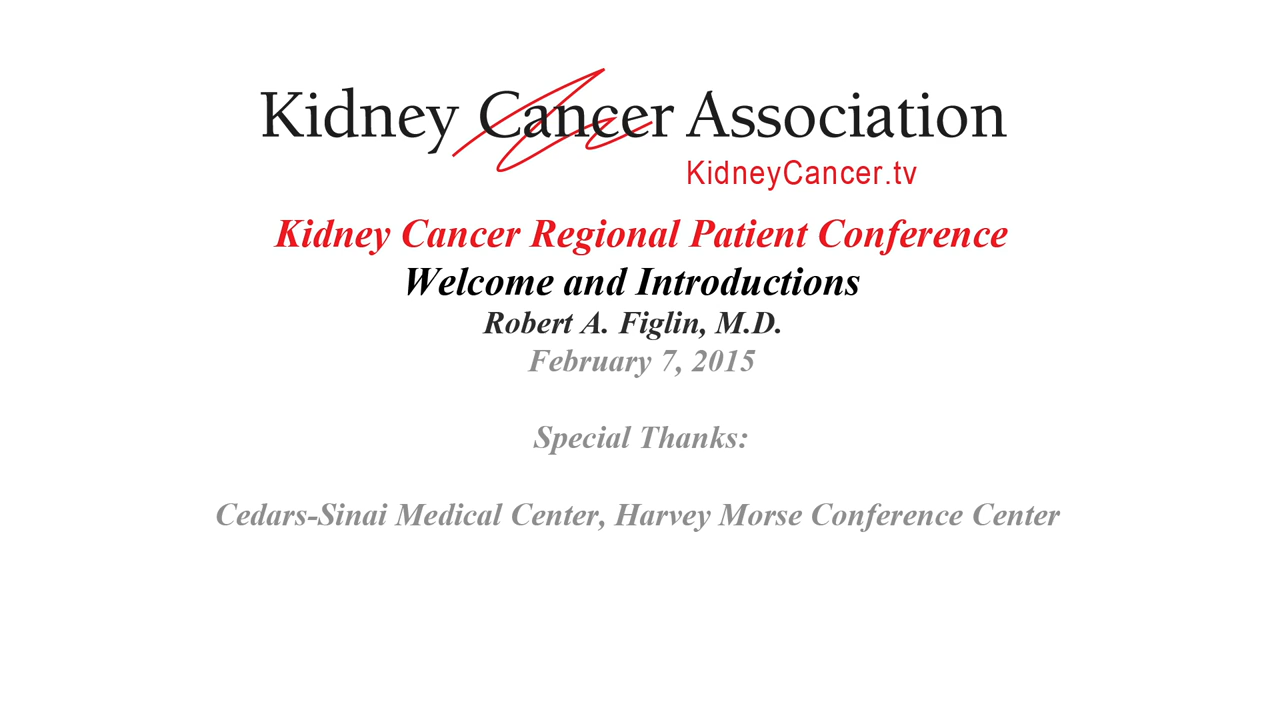 Kidney Cancer Association
KidneyCancer.tv
Kidney Cancer Regional Patient Conference
Welcome and Introductions
Robert A. Figlin, M.D.
February 7, 2015
Special Thanks:
Cedars-Sinai Medical Center, Harvey Morse Conference Center